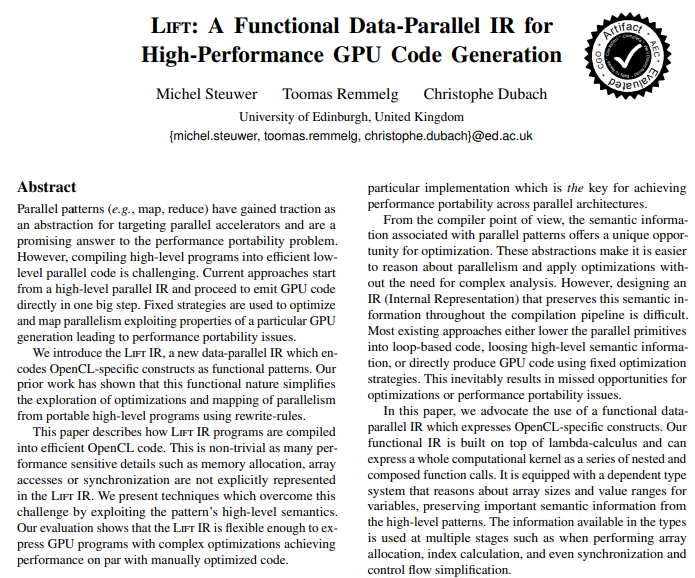 LIFT: A Functional Data-Parallel IR for
High-Performance GPU Code Generation
Michel Steuwer Toomas Remmelg Christophe Dubach
University of Edinburgh, United Kingdom
{michel.steuwer, toomas.remmelg, christophe.dubach}@ed.ac.uk
Artifact
AEC
Evaluated
CGO
Abstract
Parallel patterns (e.g., map, reduce) have gained traction as
an abstraction for targeting parallel accelerators and are a
promising answer to the performance portability problem.
However, compiling high-level programs into efficient low-
level parallel code is challenging. Current approaches start
from a high-level parallel IR and proceed to emit GPU code
directly in one big step. Fixed strategies are used to optimize
and map parallelism exploiting properties of a particular GPU
generation leading to performance portability issues.
We introduce the LIFT IR, a new data-parallel IR which en-
codes OpenCL-specific constructs as functional patterns. Our
prior work has shown that this functional nature simplifies
the exploration of optimizations and mapping of parallelism
from portable high-level programs using rewrite-rules.
This paper describes how LIFT IR programs are compiled
into efficient OpenCL code. This is non-trivial as many per-
formance sensitive details such as memory allocation, array
accesses or synchronization are not explicitly represented
in the LIFT IR. We present techniques which overcome this
challenge by exploiting the pattern's high-level semantics.
Our evaluation shows that the LIFT IR is flexible enough to ex-
press GPU programs with complex optimizations achieving
performance on par with manually optimized code.
particular implementation which is the key for achieving
performance portability across parallel architectures.
From the compiler point of view, the semantic informa-
tion associated with parallel patterns offers a unique oppor-
tunity for optimization. These abstractions make it is easier
to reason about parallelism and apply optimizations with-
out the need for complex analysis. However, designing an
IR (Internal Representation) that preserves this semantic in-
formation throughout the compilation pipeline is difficult.
Most existing approaches either lower the parallel primitives
into loop-based code, loosing high-level semantic informa-
tion, or directly produce GPU code using fixed optimization
strategies. This inevitably results in missed opportunities for
optimizations or performance portability issues.
In this paper, we advocate the use of a functional data-
parallel IR which expresses OpenCL-specific constructs. Our
functional IR is built on top of lambda-calculus and can
express a whole computational kernel as a series of nested and
composed function calls. It is equipped with a dependent type
system that reasons about array sizes and value ranges for
variables, preserving important semantic information from
the high-level patterns. The information available in the types
is used at multiple stages such as when performing array
allocation, index calculation, and even synchronization and
control flow simplification.